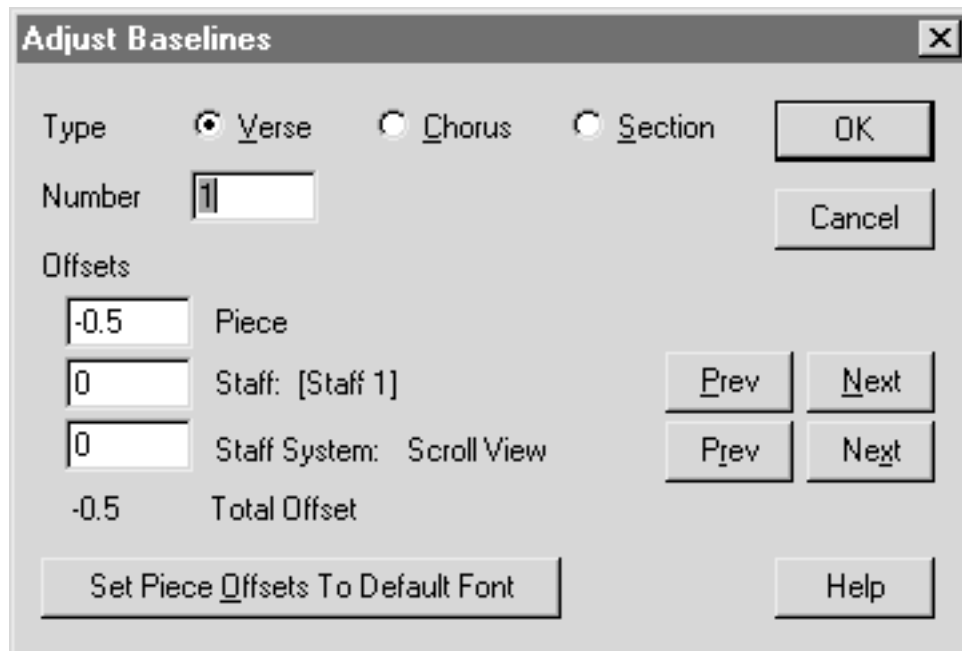 Adjust Baselines
Type Verse Chorus Section OK
Number 1 Cancel
Offsets
-0.5 Piece
0 Staff: [Staff 1] Prev Next
0 Staff System: Scroll View Prev Next
-0.5 Total Offset
Set Piece Offsets To Default Font Help